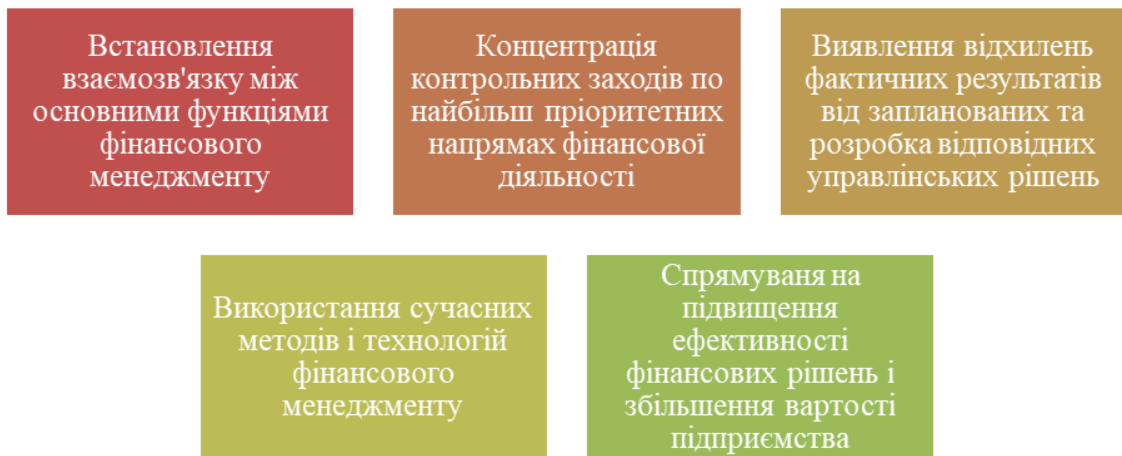 Встановлення
взаємозв'язку між
основними функціями
фінансового
менеджменту
Концентрація
контрольних заходів по
найбільш пріоритетних
напрямах фінансової
діяльності
Виявлення відхилень
фактичних результатів
від запланованих та
розробка відповідних
управлінських рішень
Використання сучасних
методів і технологій
фінансового
менеджменту
Спрямуваня на
підвищення
ефективності
фінансових рішень і
збільшення вартості
підприємства